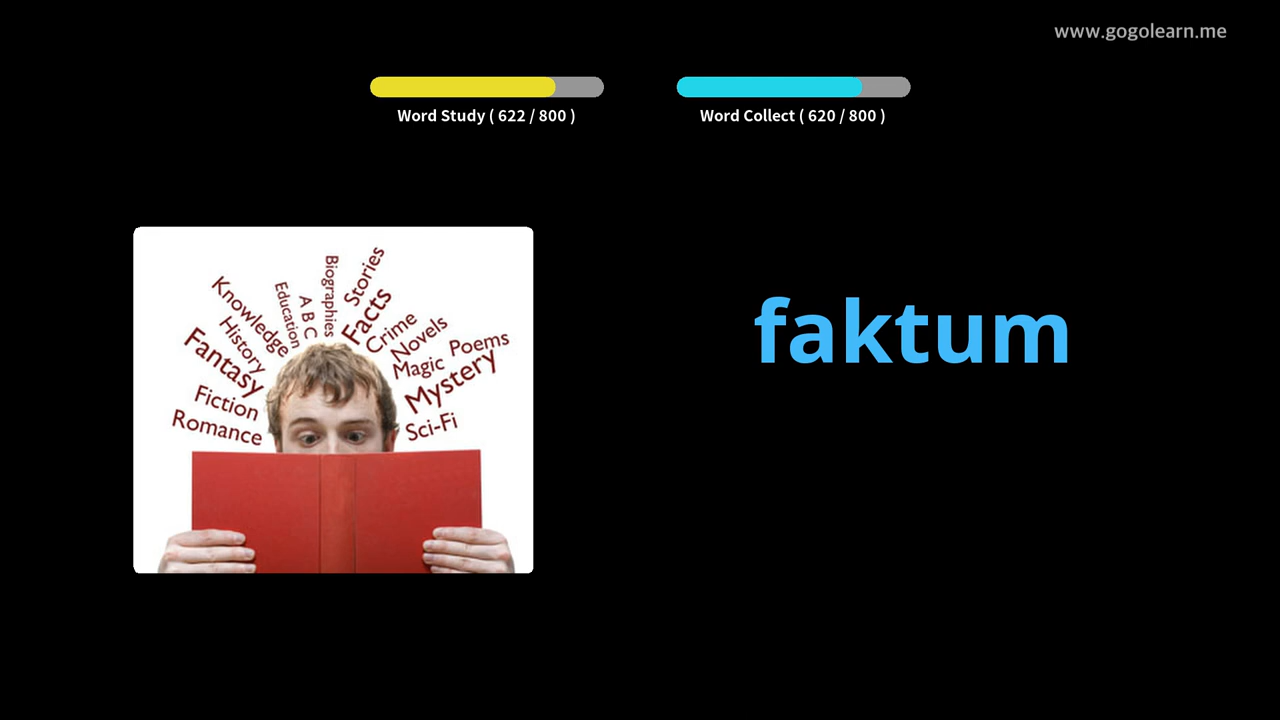 www.gogolearn.me
Word Study ( 622 / 800 )
Word Collect ( 620 / 800 )
faktum
Romance
Fiction
Fantasy
History
Knowledge
Education
A B C
Biographies
Stories
Facts
Crime
Novels
Magic
Poems
Mystery
Sci-Fi